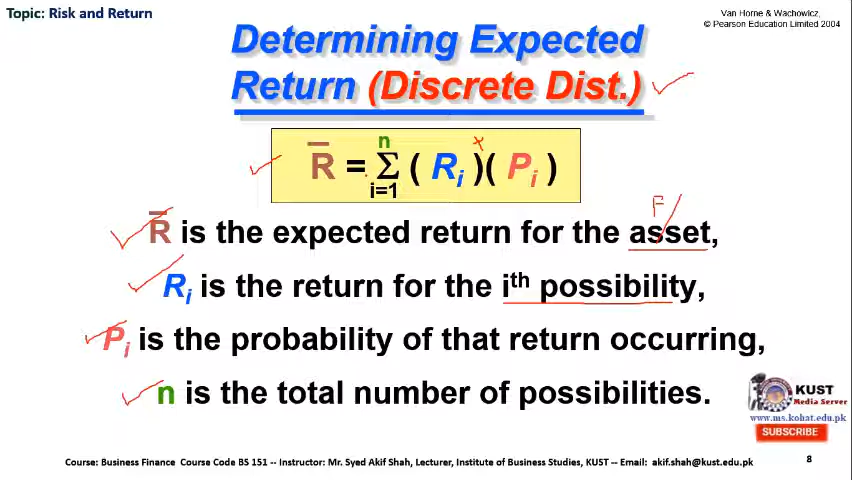 Topic: Risk and Return
Van Horne & Wachowicz,
© Pearson Education Limited 2004
Determining Expected
Return (Discrete Dist.)
R̄ = Σ ( Rᵢ )( Pᵢ )
n
i=1
x
F
R̄ is the expected return for the asset,
Rᵢ is the return for the iᵗʰ possibility,
Pᵢ is the probability of that return occurring,
n is the total number of possibilities.
KUST
Media Server
www.ms.kohat.edu.pk
SUBSCRIBE
Course: Business Finance Course Code BS 151 -- Instructor: Mr. Syed Akif Shah, Lecturer, Institute of Business Studies, KUST -- Email: akif.shah@kust.edu.pk
8